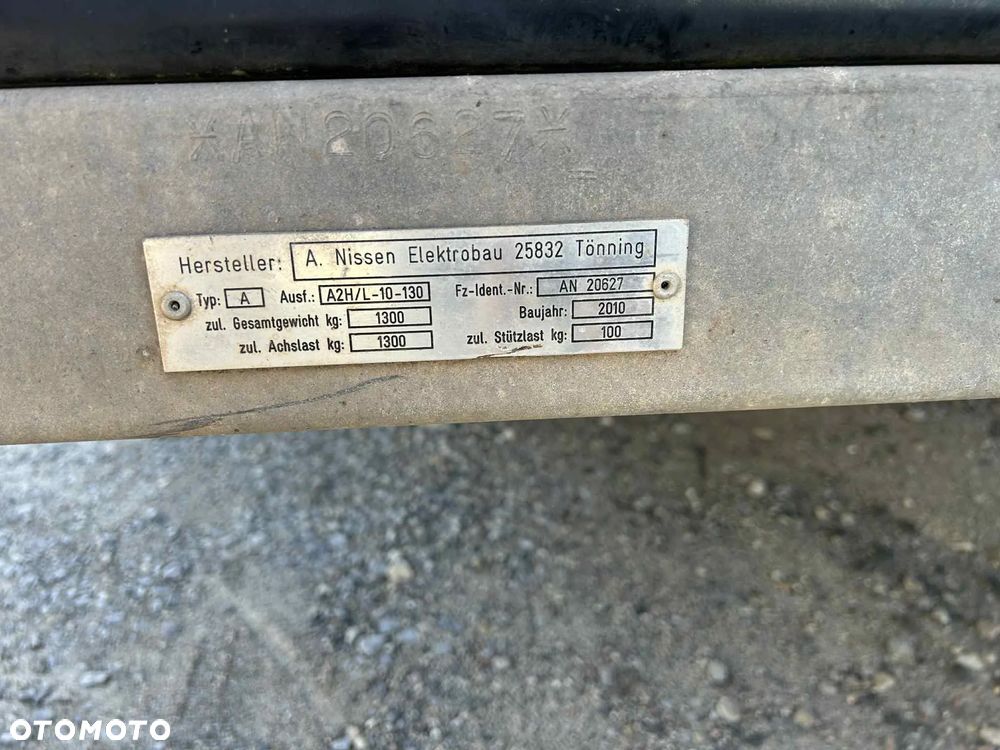 *AN20627*
Hersteller: A. Nissen Elektrobau 25832 Tönning
Typ: A Ausf.: A2H/L-10-130 Fz-Ident.-Nr.: AN 20627
zul. Gesamtgewicht kg: 1300 Baujahr: 2010
zul. Achslast kg: 1300 zul. Stützlast kg: 100
OTOMOTO